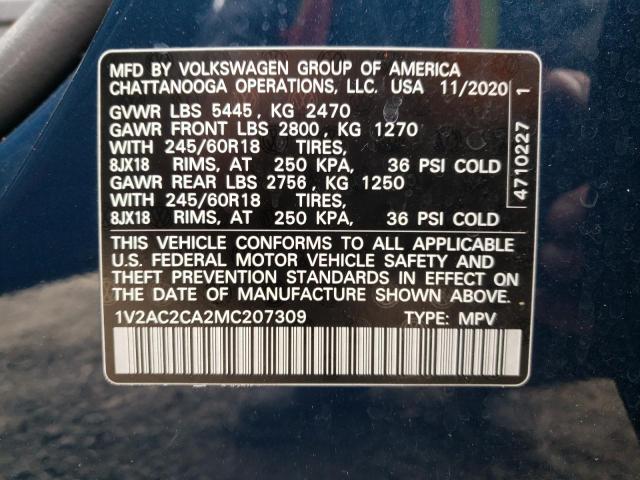 MFD BY VOLKSWAGEN GROUP OF AMERICA
CHATTANOOGA OPERATIONS, LLC. USA 11/2020
GVWR LBS 5445, KG 2470
GAWR FRONT LBS 2800, KG 1270
WITH 245/60R18 TIRES,
8JX18 RIMS, AT 250 KPA, 36 PSI COLD
GAWR REAR LBS 2756, KG 1250
WITH 245/60R18 TIRES,
8JX18 RIMS, AT 250 KPA, 36 PSI COLD
THIS VEHICLE CONFORMS TO ALL APPLICABLE
U.S. FEDERAL MOTOR VEHICLE SAFETY AND
THEFT PREVENTION STANDARDS IN EFFECT ON
THE DATE OF MANUFACTURE SHOWN ABOVE.
1V2AC2CA2MC207309 TYPE: MPV
4710227 1